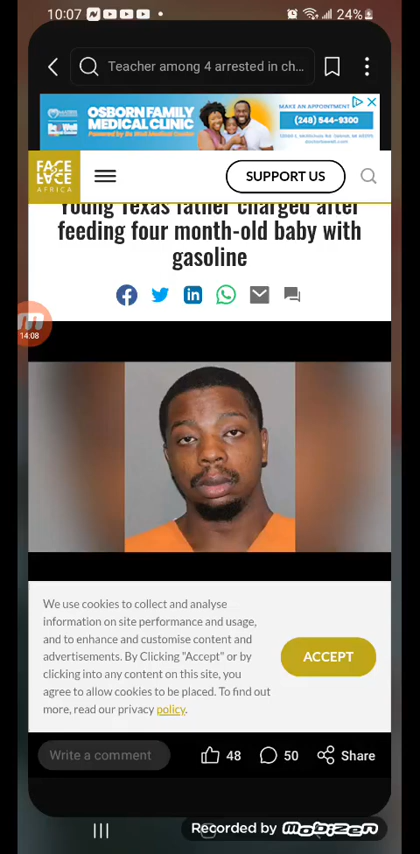 10:07
24%
Teacher among 4 arrested in ch...
OSBORN FAMILY
MEDICAL CLINIC
MAKE AN APPOINTMENT
(248) 544-9300
FACE
2
FACE
AFRICA
SUPPORT US
Young Texas father charged after
feeding four month-old baby with
gasoline
14:08
We use cookies to collect and analyse
information on site performance and usage,
and to enhance and customise content and
advertisements. By Clicking "Accept" or by
clicking into any content on this site, you
agree to allow cookies to be placed. To find out
more, read our privacy policy.
ACCEPT
Write a comment
48
50
Share
Recorded by mobizen